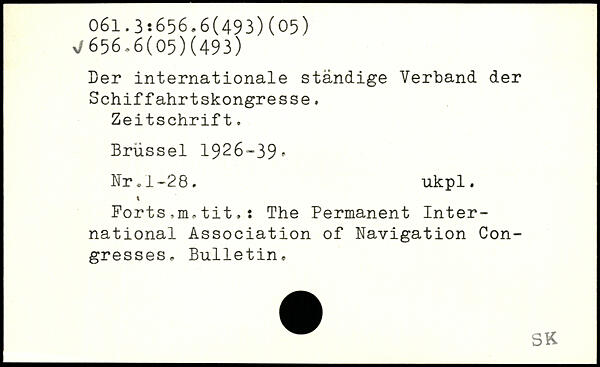 061.3:656.6(493)(05)
✓656.6(05)(493)
Der internationale ständige Verband der
Schiffahrtskongresse.
Zeitschrift.
Brüssel 1926-39.
Nr.1-28. ukpl.
Forts.m.tit.: The Permanent Inter-
national Association of Navigation Con-
gresses. Bulletin.
SK